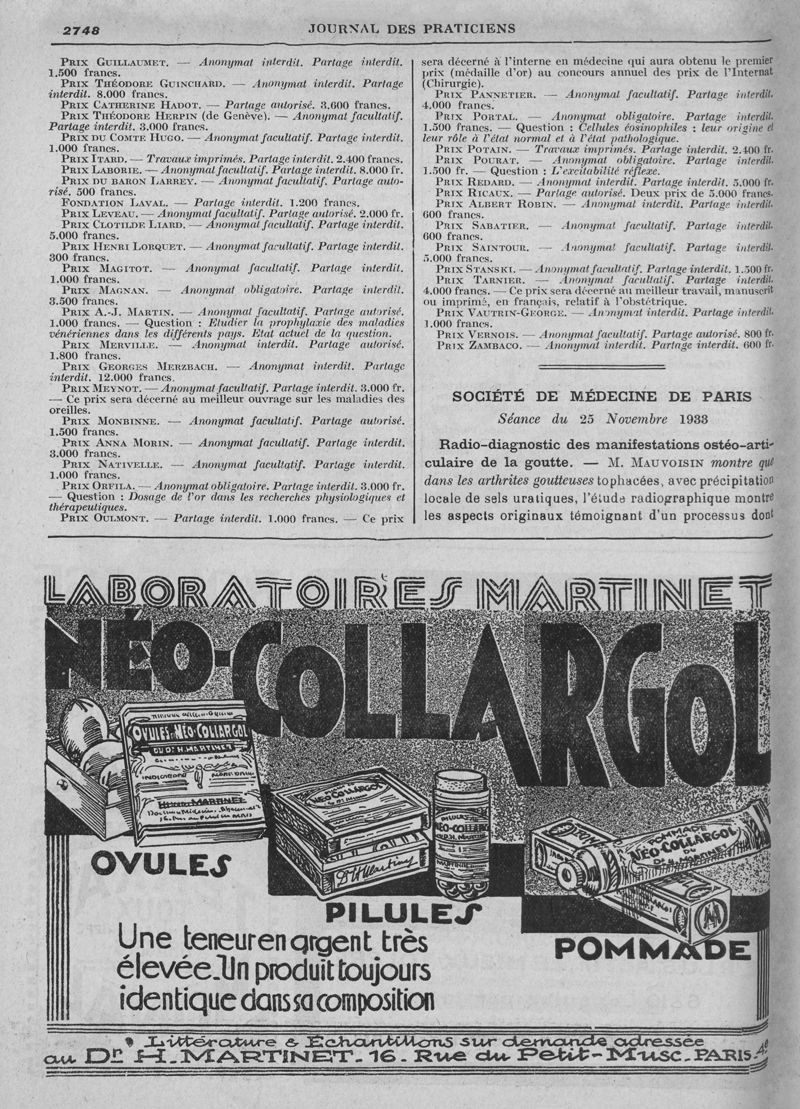 2748
JOURNAL DES PRATICIENS
PRIX GUILLAUMET. — Anonymat interdit. Partage interdit.
1.500 francs.
PRIX THÉODORE GUINCHARD. — Anonymat interdit. Partage
interdit. 8.000 francs.
PRIX CATHERINE HADOT. — Partage autorisé. 3.600 francs.
PRIX THÉODORE HERPIN (de Genève). — Anonymat facultatif.
Partage interdit. 3.000 francs.
PRIX DU COMTE HUGO. — Anonymat facultatif. Partage interdit.
1.000 francs.
PRIX ITARD. — Travaux imprimés. Partage interdit. 2.400 francs.
PRIX LABORIE. — Anonymat facultatif. Partage interdit. 8.000 fr.
PRIX DU BARON LARREY. — Anonymat facultatif. Partage auto-
risé. 500 francs.
FONDATION LAVAL. — Partage interdit. 1.200 francs.
PRIX LEVEAU. — Anonymat facultatif. Partage autorisé. 2.000 fr.
PRIX CLOTILDE LIARD. — Anonymat facultatif. Partage interdit.
5.000 francs.
PRIX HENRI LORQUET. — Anonymat facultatif. Partage interdit.
300 francs.
PRIX MAGITOT. — Anonymat facultatif. Partage interdit.
1.000 francs.
PRIX MAGNAN. — Anonymat obligatoire. Partage interdit.
3.500 francs.
PRIX A.-J. MARTIN. — Anonymat facultatif. Partage autorisé.
1.000 francs. — Question : Etudier la prophylaxie des maladies
vénériennes dans les différents pays. Etat actuel de la question.
PRIX MERVILLE. — Anonymat interdit. Partage autorisé.
1.800 francs.
PRIX GEORGES MERZBACH. — Anonymat interdit. Partage
interdit. 12.000 francs.
PRIX MEYNOT. — Anonymat facultatif. Partage interdit. 3.000 fr.
— Ce prix sera décerné au meilleur ouvrage sur les maladies des
oreilles.
PRIX MONBINNE. — Anonymat facultatif. Partage autorisé.
1.500 francs.
PRIX ANNA MORIN. — Anonymat facultatif. Partage interdit.
3.000 francs.
PRIX NATIVELLE. — Anonymat facultatif. Partage interdit.
1.000 francs.
PRIX ORFILA. — Anonymat obligatoire. Partage interdit. 3.000 fr.
— Question : Dosage de l'or dans les recherches physiologiques et
thérapeutiques.
PRIX OULMONT. — Partage interdit. 1.000 francs. — Ce prix
sera décerné à l'interne en médecine qui aura obtenu le premier
prix (médaille d'or) au concours annuel des prix de l'Internat
(Chirurgie).
PRIX PANNETIER. — Anonymat facultatif. Partage interdit.
4.000 francs.
PRIX PORTAL. — Anonymat obligatoire. Partage interdit.
1.500 francs. — Question : Cellules éosinophiles : leur origine et
leur rôle à l'état normal et à l'état pathologique.
PRIX POTAIN. — Travaux imprimés. Partage interdit. 2.400 fr.
PRIX POURAT. — Anonymat obligatoire. Partage interdit.
1.500 fr. — Question : L'excitabilité réflexe.
PRIX REDARD. — Anonymat interdit. Partage interdit. 5.000 fr.
PRIX RICAUX. — Partage autorisé. Deux prix de 5.000 francs.
PRIX ALBERT ROBIN. — Anonymat interdit. Partage interdit.
600 francs.
PRIX SABATIER. — Anonymat facultatif. Partage interdit.
600 francs.
PRIX SAINTOUR. — Anonymat facultatif. Partage interdit.
5.000 francs.
PRIX STANSKI. — Anonymat facultatif. Partage interdit. 1.500 fr.
PRIX TARNIER. — Anonymat facultatif. Partage interdit.
4.000 francs. — Ce prix sera décerné au meilleur travail, manuscrit
ou imprimé, en français, relatif à l'obstétrique.
PRIX VAUTRIN-GEORGE. — Anonymat interdit. Partage interdit.
1.000 francs.
PRIX VERNOIS. — Anonymat facultatif. Partage autorisé. 800 fr.
PRIX ZAMBACO. — Anonymat interdit. Partage interdit. 600 fr.
SOCIÉTÉ DE MÉDECINE DE PARIS
Séance du 25 Novembre 1933
Radio-diagnostic des manifestations ostéo-arti-
culaire de la goutte. — M. MAUVOISIN montre que
dans les arthrites goutteuses tophacées, avec précipitation
locale de sels uratiques, l'étude radiographique montre
les aspects originaux témoignant d'un processus dont
LABORATOIRES MARTINET
NÉO-COLLARGOL
OVULES-NÉO-COLLARGOL
DU DR H. MARTINET
HENRI MARTINET
NÉO-COLLARGOL
Dr H Martinet
PILULES
NÉO-COLLARGOL
POMMADE
NÉO-COLLARGOL
DU
Dr H. MARTINET
OVULES
PILULES
POMMADE
Une teneur en argent très
élevée_Un produit toujours
identique dans sa composition
Littérature & Échantillons sur demande adressée
au Dr. H. MARTINET. 16. Rue du Petit-Musc. PARIS 4e